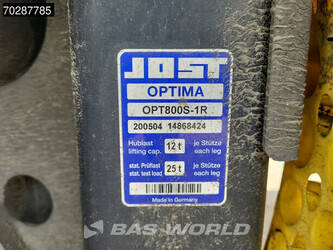 70287785
JOST
OPTIMA
OPT800S-1R
200504 14868424
Hublast lifting cap. 12 t je Stütze each leg
stat. Prüflast stat. test load 25 t je Stütze each leg
Made in Germany
BAS WORLD